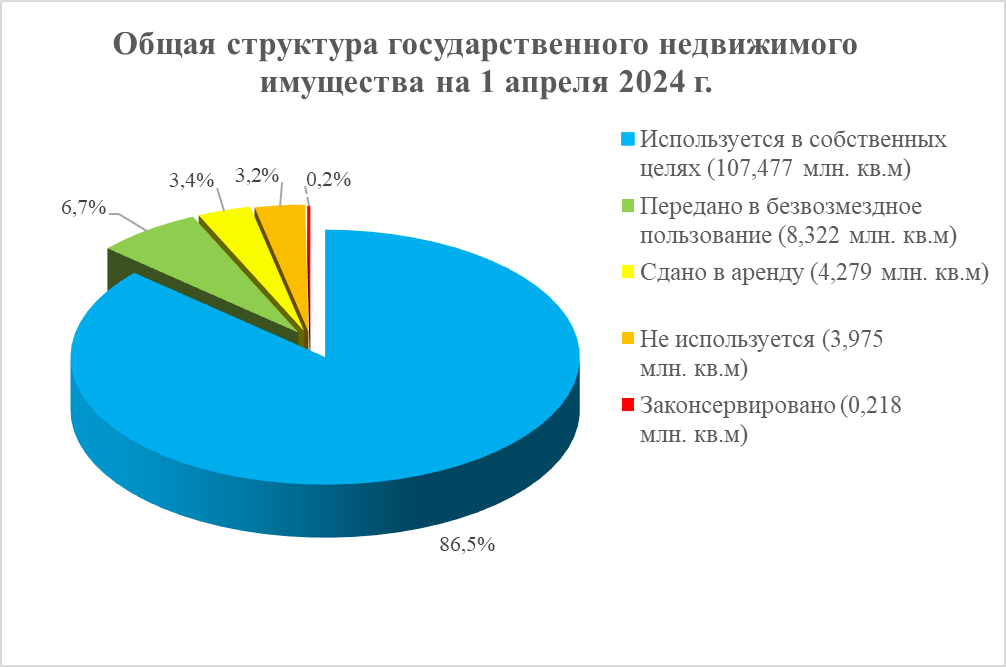 Общая структура государственного недвижимого
имущества на 1 апреля 2024 г.
Используется в собственных
целях (107,477 млн. кв.м)
Передано в безвозмездное
пользование (8,322 млн. кв.м)
Сдано в аренду (4,279 млн. кв.м)
Не используется (3,975
млн. кв.м)
Законсервировано (0,218
млн. кв.м)
6,7%
3,4%
3,2%
0,2%
86,5%